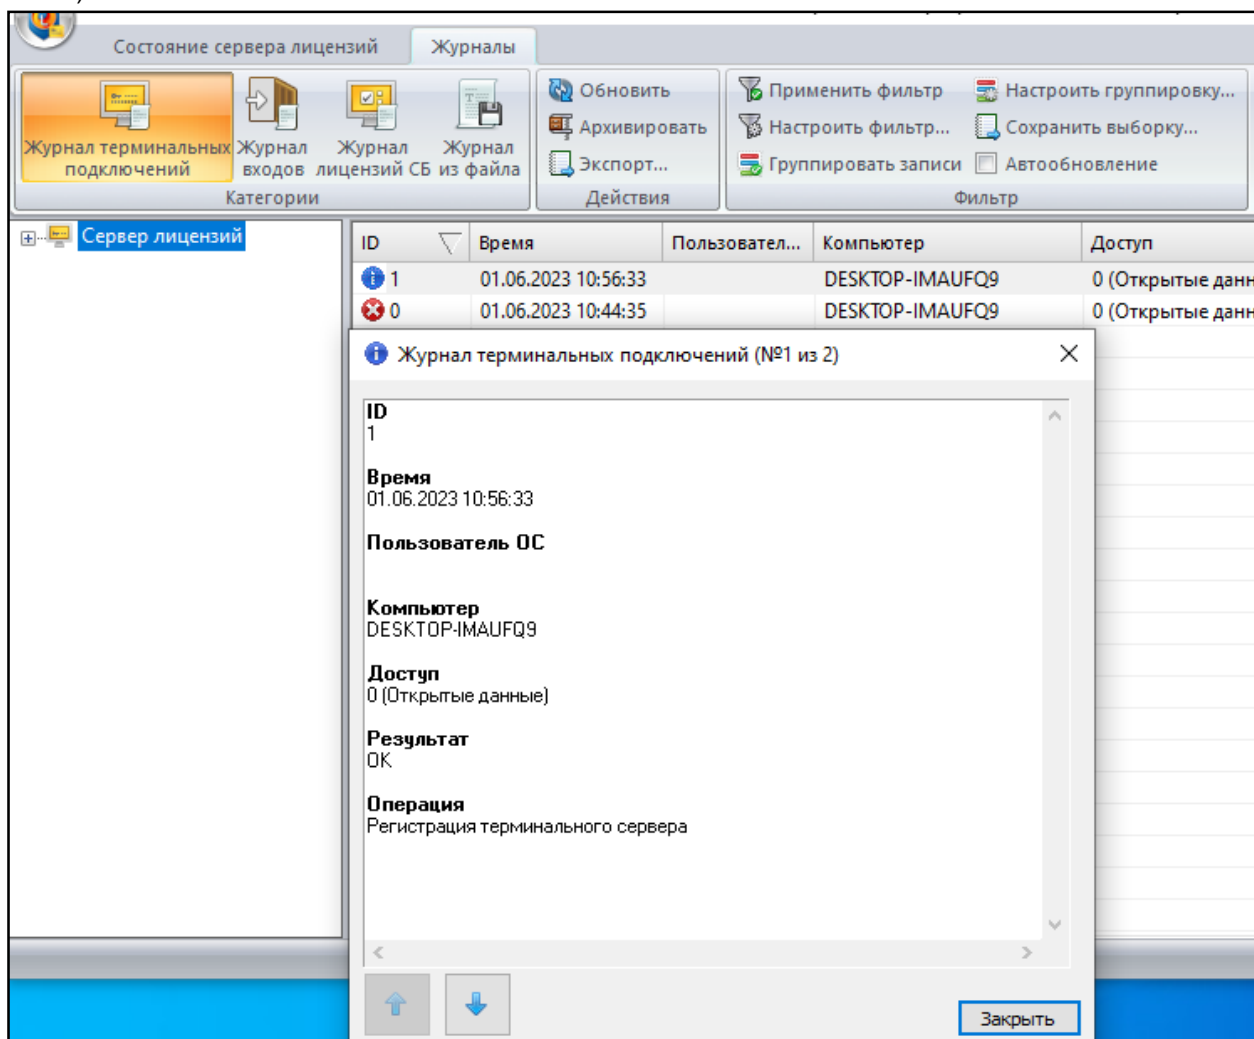 Состояние сервера лицензий
Журналы
Журнал терминальных подключений
Журнал входов
Журнал лицензий СБ
Журнал из файла
Категории
Обновить
Архивировать
Экспорт...
Действия
Применить фильтр
Настроить группировку...
Настроить фильтр...
Сохранить выборку...
Группировать записи
Автообновление
Фильтр
Сервер лицензий
ID Время Пользовател... Компьютер Доступ
1 01.06.2023 10:56:33 DESKTOP-IMAUFQ9 0 (Открытые данн
0 01.06.2023 10:44:35 DESKTOP-IMAUFQ9 0 (Открытые данн
Журнал терминальных подключений (№1 из 2)
ID
1
Время
01.06.2023 10:56:33
Пользователь ОС
Компьютер
DESKTOP-IMAUFQ9
Доступ
0 (Открытые данные)
Результат
OK
Операция
Регистрация терминального сервера
Закрыть